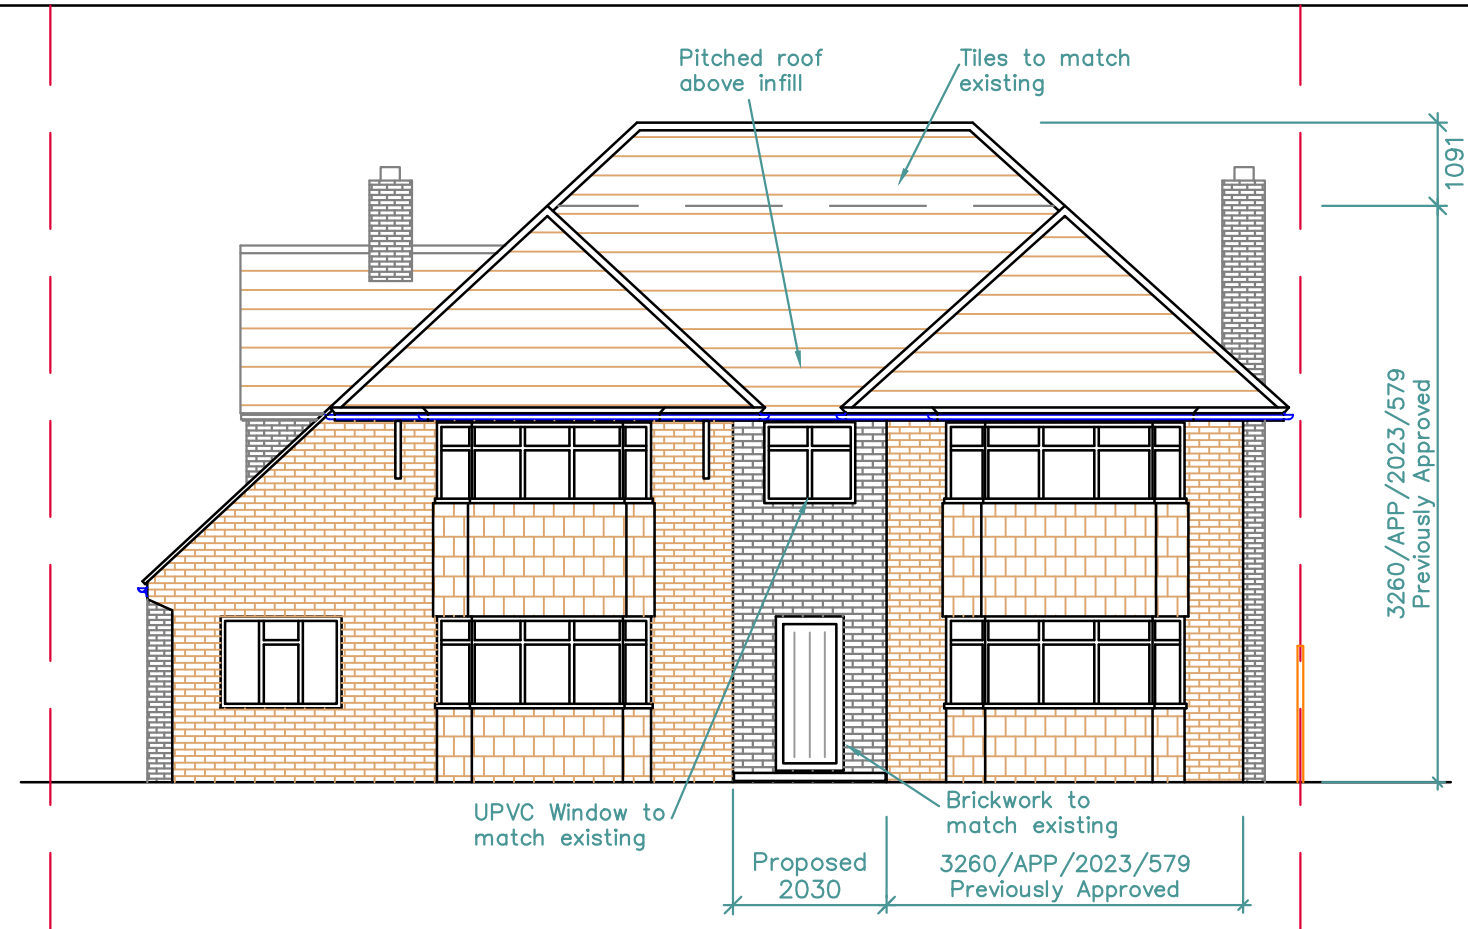 Pitched roof
above infill
Tiles to match
existing
1091
3260/APP/2023/579
Previously Approved
UPVC Window to
match existing
Brickwork to
match existing
Proposed
2030
3260/APP/2023/579
Previously Approved